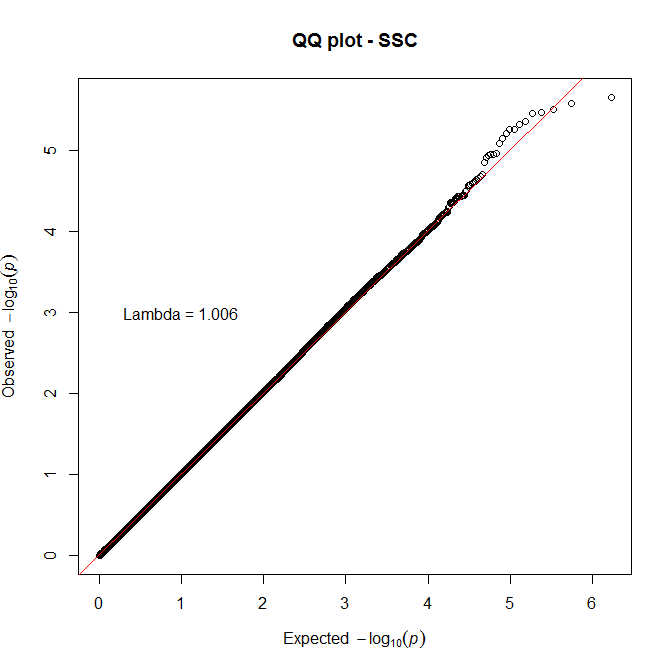 QQ plot - SSC
Observed −log10(p)
5
4
3
2
1
0
Lambda = 1.006
0 1 2 3 4 5 6
Expected −log10(p)